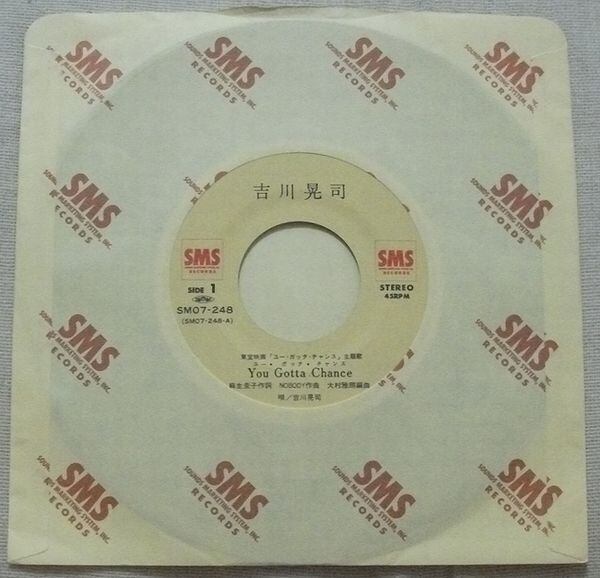 SMS
SOUNDS MARKETING SYSTEM, INC.
RECORDS
吉川晃司
SMS
RECORDS
SIDE 1
SM07-248
(SM07-248-A)
SMS
RECORDS
STEREO
45RPM
東宝映画「ユー・ガッタ・チャンス」主題歌
ユー・ガッタ・チャンス
You Gotta Chance
麻生圭子作詞 NOBODY作曲 大村雅朗編曲
唄/吉川晃司